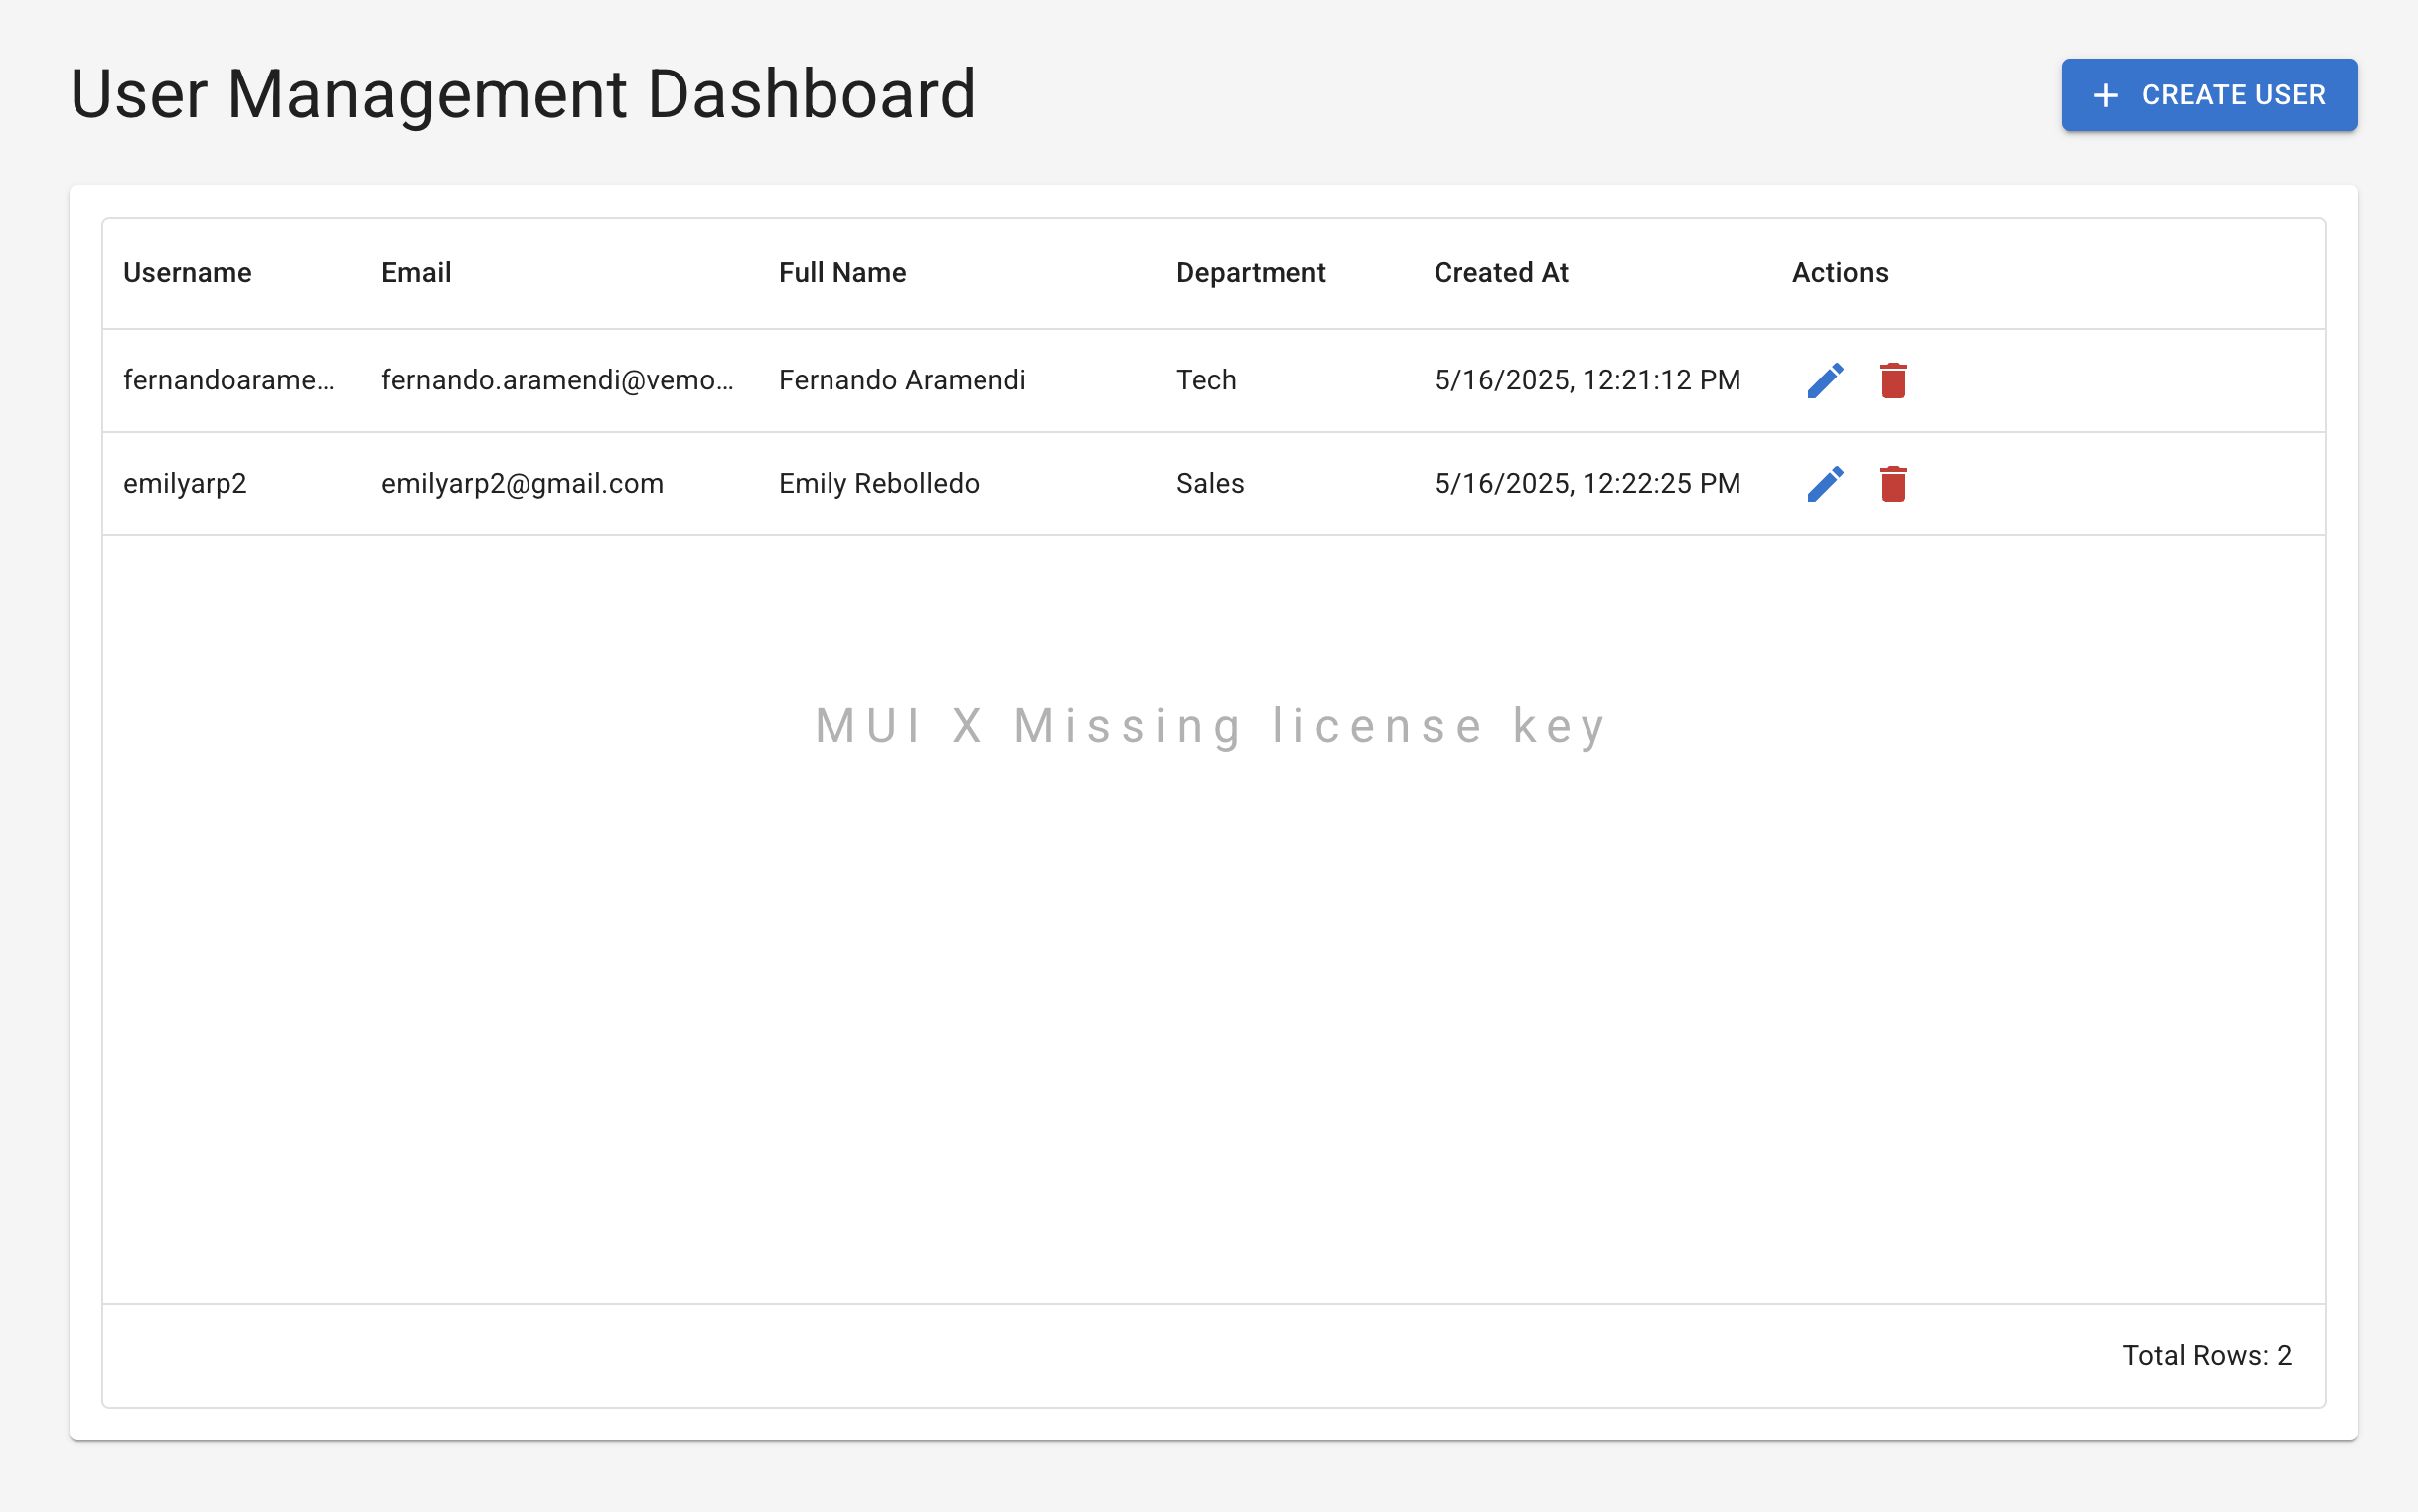 User Management Dashboard
+ CREATE USER
Username Email Full Name Department Created At Actions
fernandoarame... fernando.aramendi@vemo... Fernando Aramendi Tech 5/16/2025, 12:21:12 PM
emilyarp2 emilyarp2@gmail.com Emily Rebolledo Sales 5/16/2025, 12:22:25 PM
MUI X Missing license key
Total Rows: 2